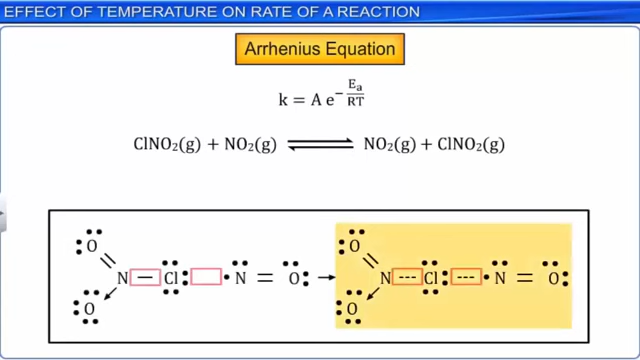 EFFECT OF TEMPERATURE ON RATE OF A REACTION
Arrhenius Equation
k = A e^−Ea/RT
ClNO₂(g) + NO₂(g) ⇌ NO₂(g) + ClNO₂(g)
O O
N — Cl N = O → N --- Cl --- N = O
O O